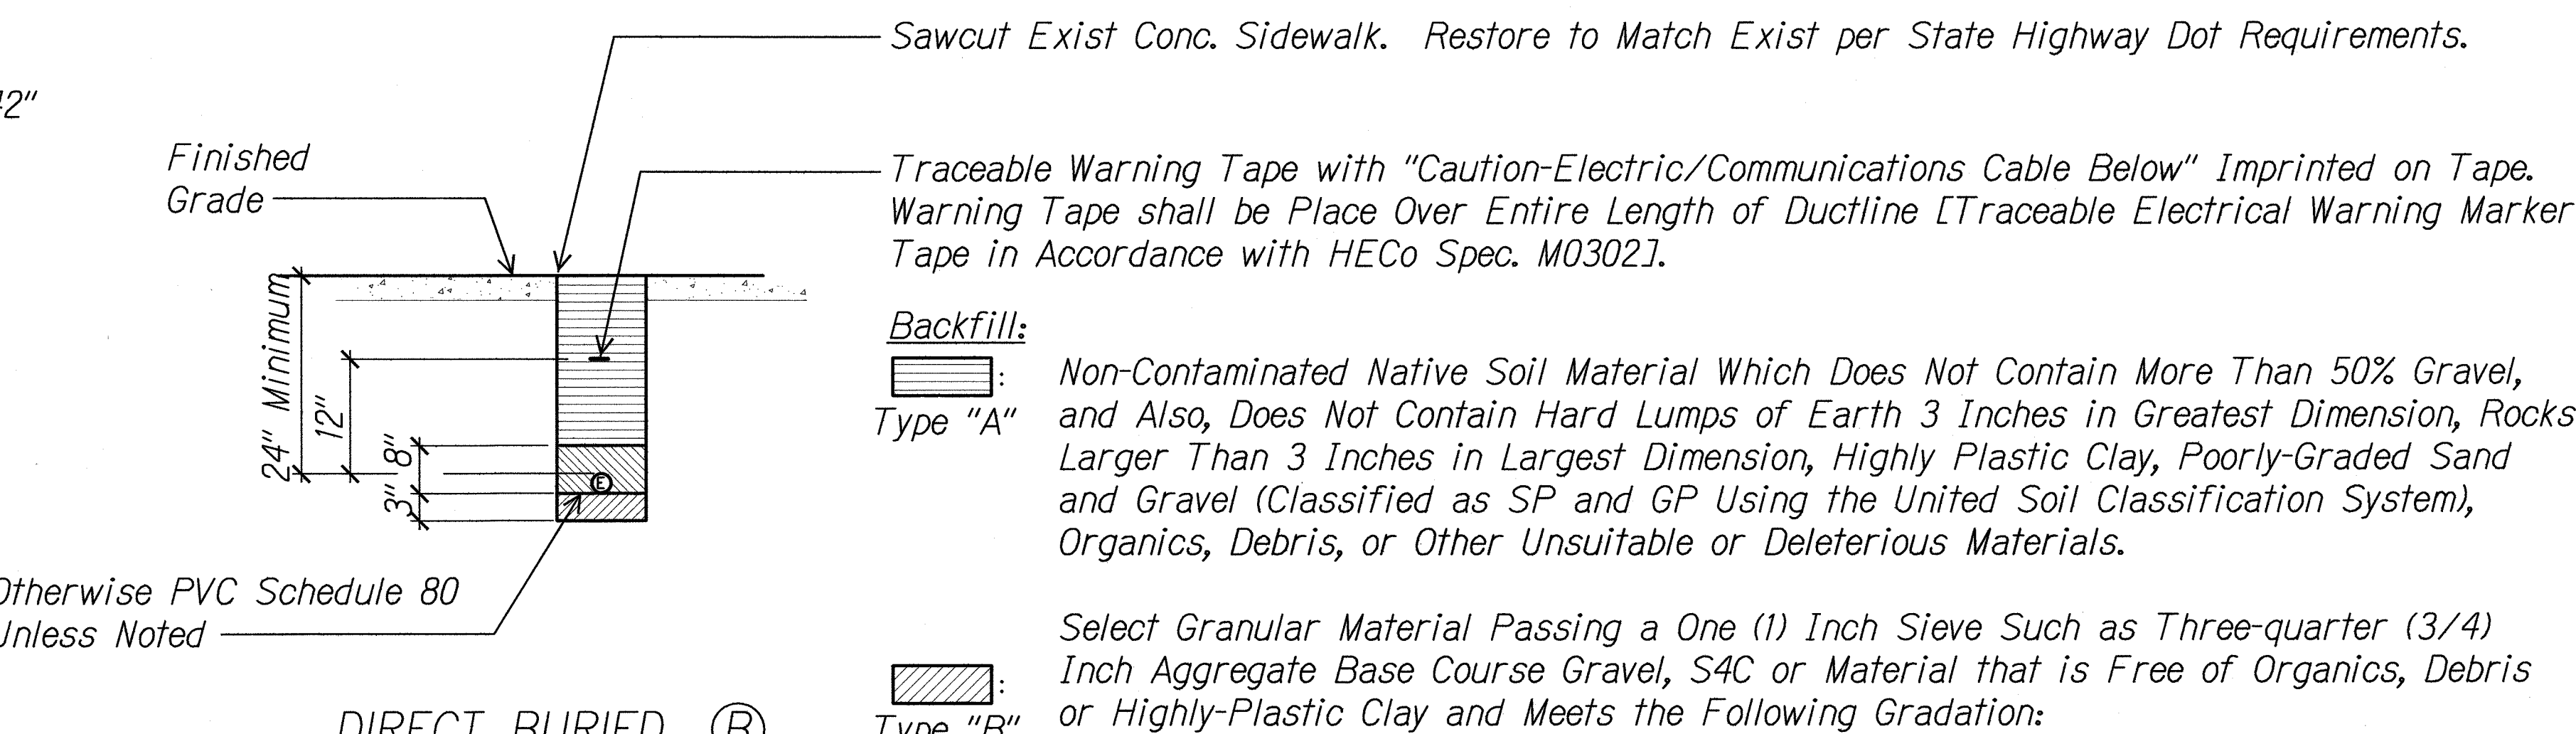 Sawcut Exist Conc. Sidewalk. Restore to Match Exist per State Highway Dot Requirements.
2"
Finished
Grade
Traceable Warning Tape with "Caution-Electric/Communications Cable Below" Imprinted on Tape.
Warning Tape shall be Place Over Entire Length of Ductline [Traceable Electrical Warning Marker
Tape in Accordance with HECo Spec. M0302].
24" Minimum
12"
8"
3"
E
Otherwise PVC Schedule 80
Unless Noted
Backfill:
:
Type "A"
Non-Contaminated Native Soil Material Which Does Not Contain More Than 50% Gravel,
and Also, Does Not Contain Hard Lumps of Earth 3 Inches in Greatest Dimension, Rocks
Larger Than 3 Inches in Largest Dimension, Highly Plastic Clay, Poorly-Graded Sand
and Gravel (Classified as SP and GP Using the United Soil Classification System),
Organics, Debris, or Other Unsuitable or Deleterious Materials.
:
Type "B"
Select Granular Material Passing a One (1) Inch Sieve Such as Three-quarter (3/4)
Inch Aggregate Base Course Gravel, S4C or Material that is Free of Organics, Debris
or Highly-Plastic Clay and Meets the Following Gradation:
DIRECT BURIED B